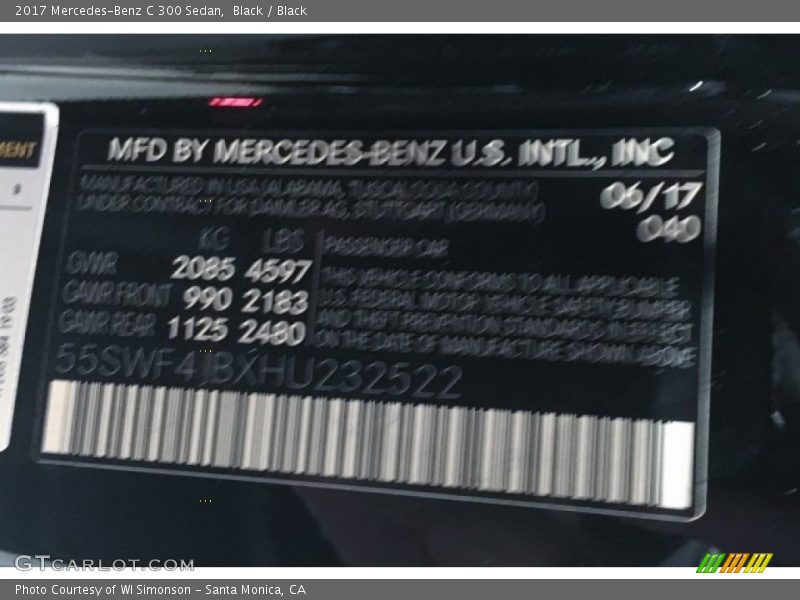 2017 Mercedes-Benz C 300 Sedan, Black / Black
MENT
MFD BY MERCEDES-BENZ U.S. INTL., INC
MANUFACTURED IN USA (ALABAMA, TUSCALOOSA COUNTY)
UNDER CONTRACT FOR DAIMLER AG, STUTTGART (GERMANY)
06/17
040
KG LBS
GVWR 2085 4597
GAWR FRONT 990 2183
GAWR REAR 1125 2480
PASSENGER CAR
THIS VEHICLE CONFORMS TO ALL APPLICABLE
U.S. FEDERAL MOTOR VEHICLE SAFETY, BUMPER
AND THEFT PREVENTION STANDARDS IN EFFECT
ON THE DATE OF MANUFACTURE SHOWN ABOVE
55SWF4JBXHU232522
GTCARLOT.COM
Photo Courtesy of WI Simonson - Santa Monica, CA